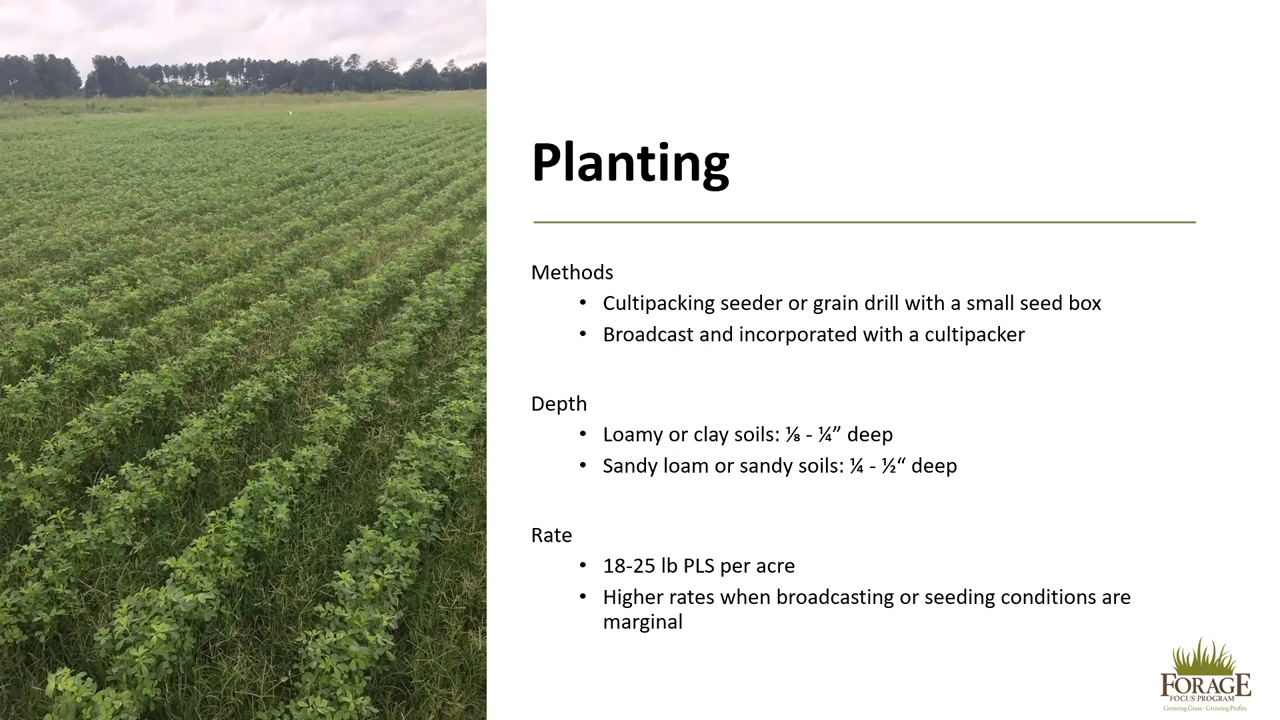 Planting
Methods
• Cultipacking seeder or grain drill with a small seed box
• Broadcast and incorporated with a cultipacker
Depth
• Loamy or clay soils: ⅛ - ¼” deep
• Sandy loam or sandy soils: ¼ - ½“ deep
Rate
• 18-25 lb PLS per acre
• Higher rates when broadcasting or seeding conditions are
marginal
FORAGE
FOCUS PROGRAM
Growing Grass - Growing Profits